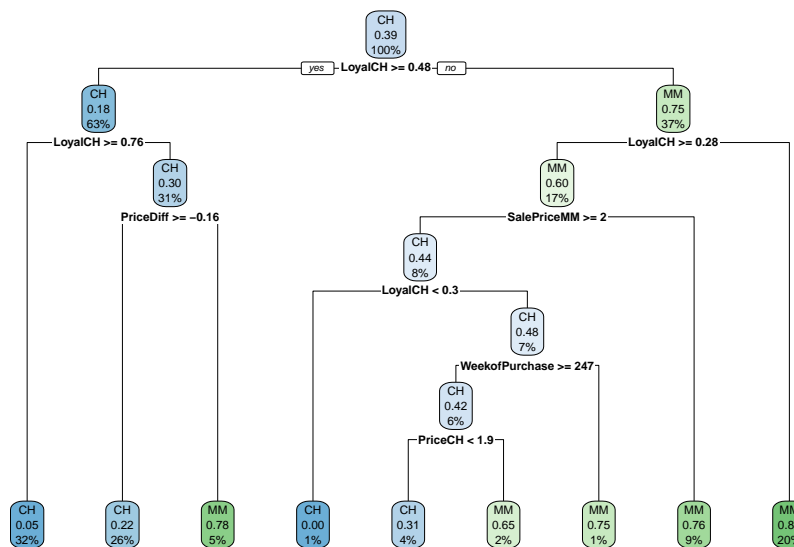 CH
0.39
100%
yes LoyalCH >= 0.48 no
CH
0.18
63%
MM
0.75
37%
LoyalCH >= 0.76
LoyalCH >= 0.28
CH
0.30
31%
MM
0.60
17%
PriceDiff >= −0.16
SalePriceMM >= 2
CH
0.44
8%
LoyalCH < 0.3
CH
0.48
7%
WeekofPurchase >= 247
CH
0.42
6%
PriceCH < 1.9
CH
0.05
32%
CH
0.22
26%
MM
0.78
5%
CH
0.00
1%
CH
0.31
4%
MM
0.65
2%
MM
0.75
1%
MM
0.76
9%
MM
20%